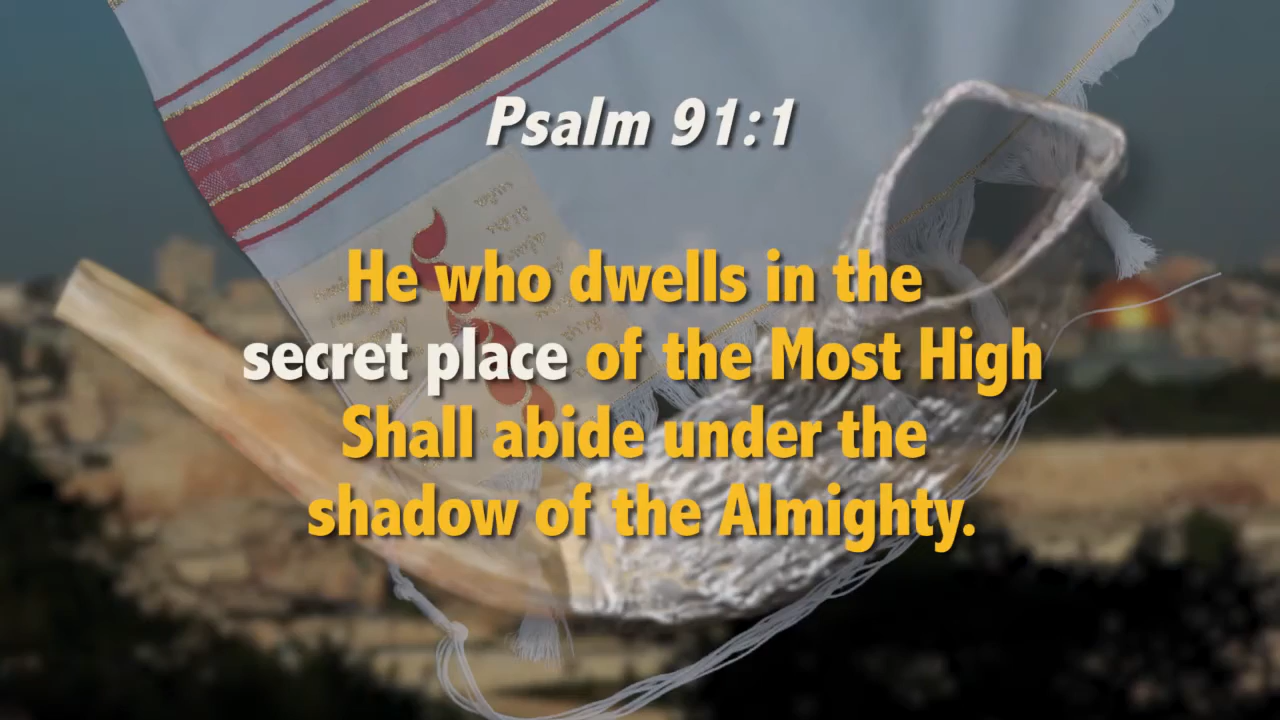 Psalm 91:1
He who dwells in the
secret place of the Most High
Shall abide under the
shadow of the Almighty.